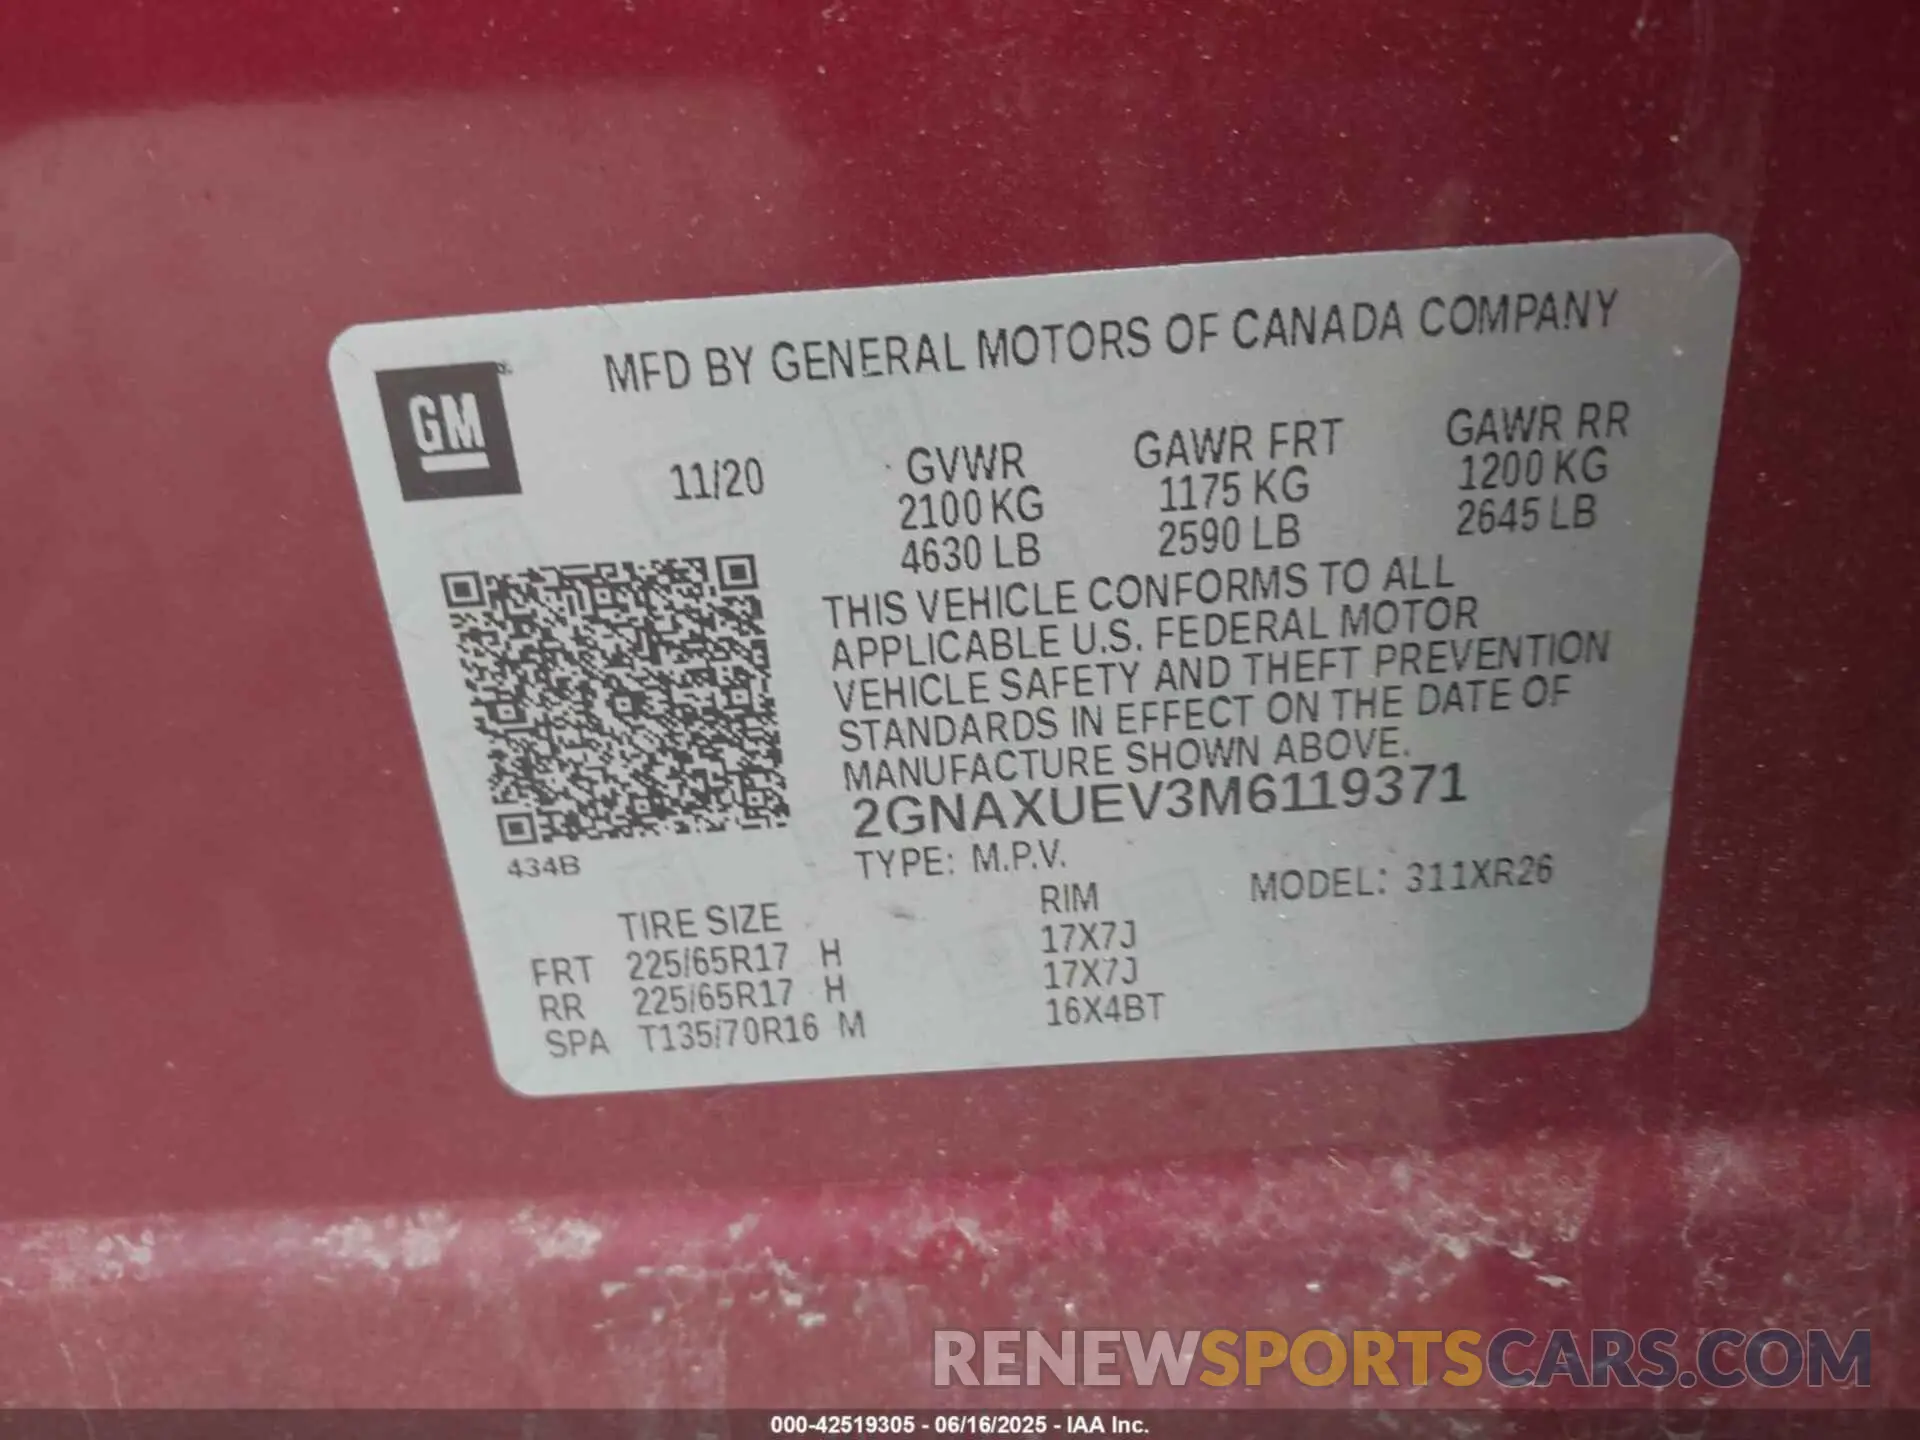 MFD BY GENERAL MOTORS OF CANADA COMPANY
GM
11/20
GVWR
2100 KG
4630 LB
GAWR FRT
1175 KG
2590 LB
GAWR RR
1200 KG
2645 LB
THIS VEHICLE CONFORMS TO ALL
APPLICABLE U.S. FEDERAL MOTOR
VEHICLE SAFETY AND THEFT PREVENTION
STANDARDS IN EFFECT ON THE DATE OF
MANUFACTURE SHOWN ABOVE.
2GNAXUEV3M6119371
434B
TYPE: M.P.V.
MODEL: 311XR26
TIRE SIZE RIM
FRT 225/65R17 H 17X7J
RR 225/65R17 H 17X7J
SPA T135/70R16 M 16X4BT
RENEWSPORTSCARS.COM
000-42519305 - 06/16/2025 - IAA Inc.